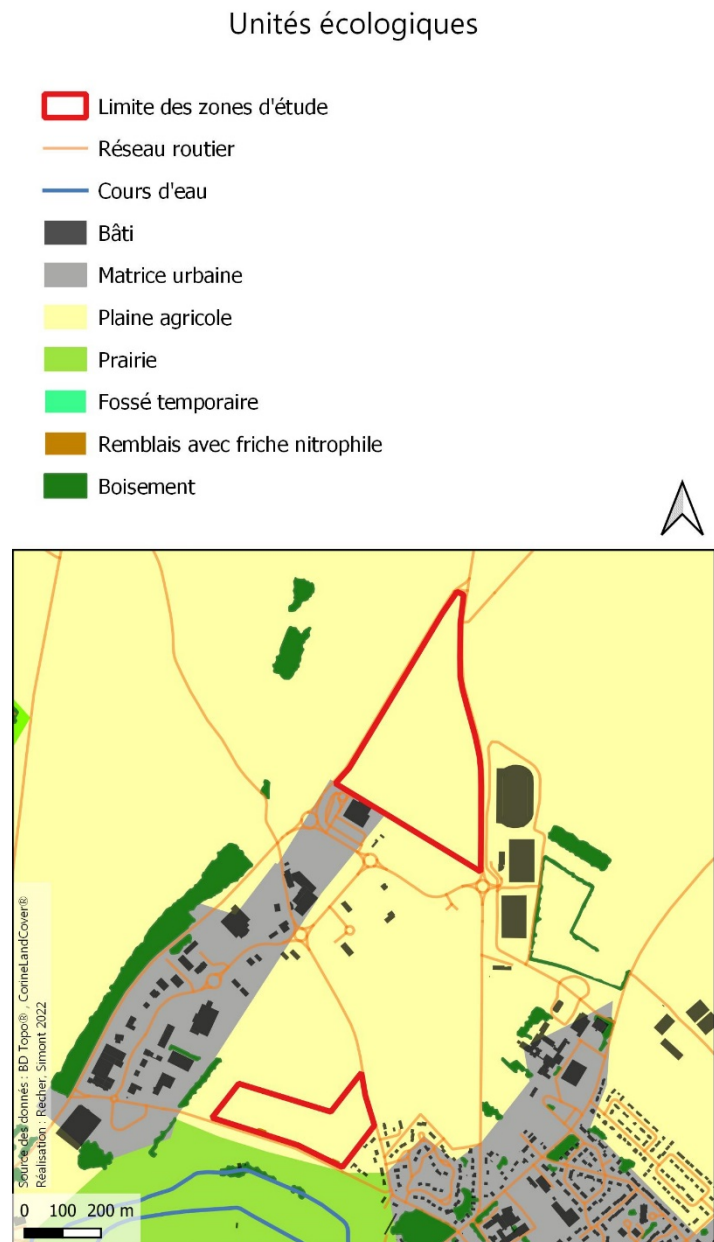 Unités écologiques
Limite des zones d'étude
Réseau routier
Cours d'eau
Bâti
Matrice urbaine
Plaine agricole
Prairie
Fossé temporaire
Remblais avec friche nitrophile
Boisement
Source des donnés : BD Topo® , CorineLandCover®
Réalisation : Recher, Simont 2022
0 100 200 m